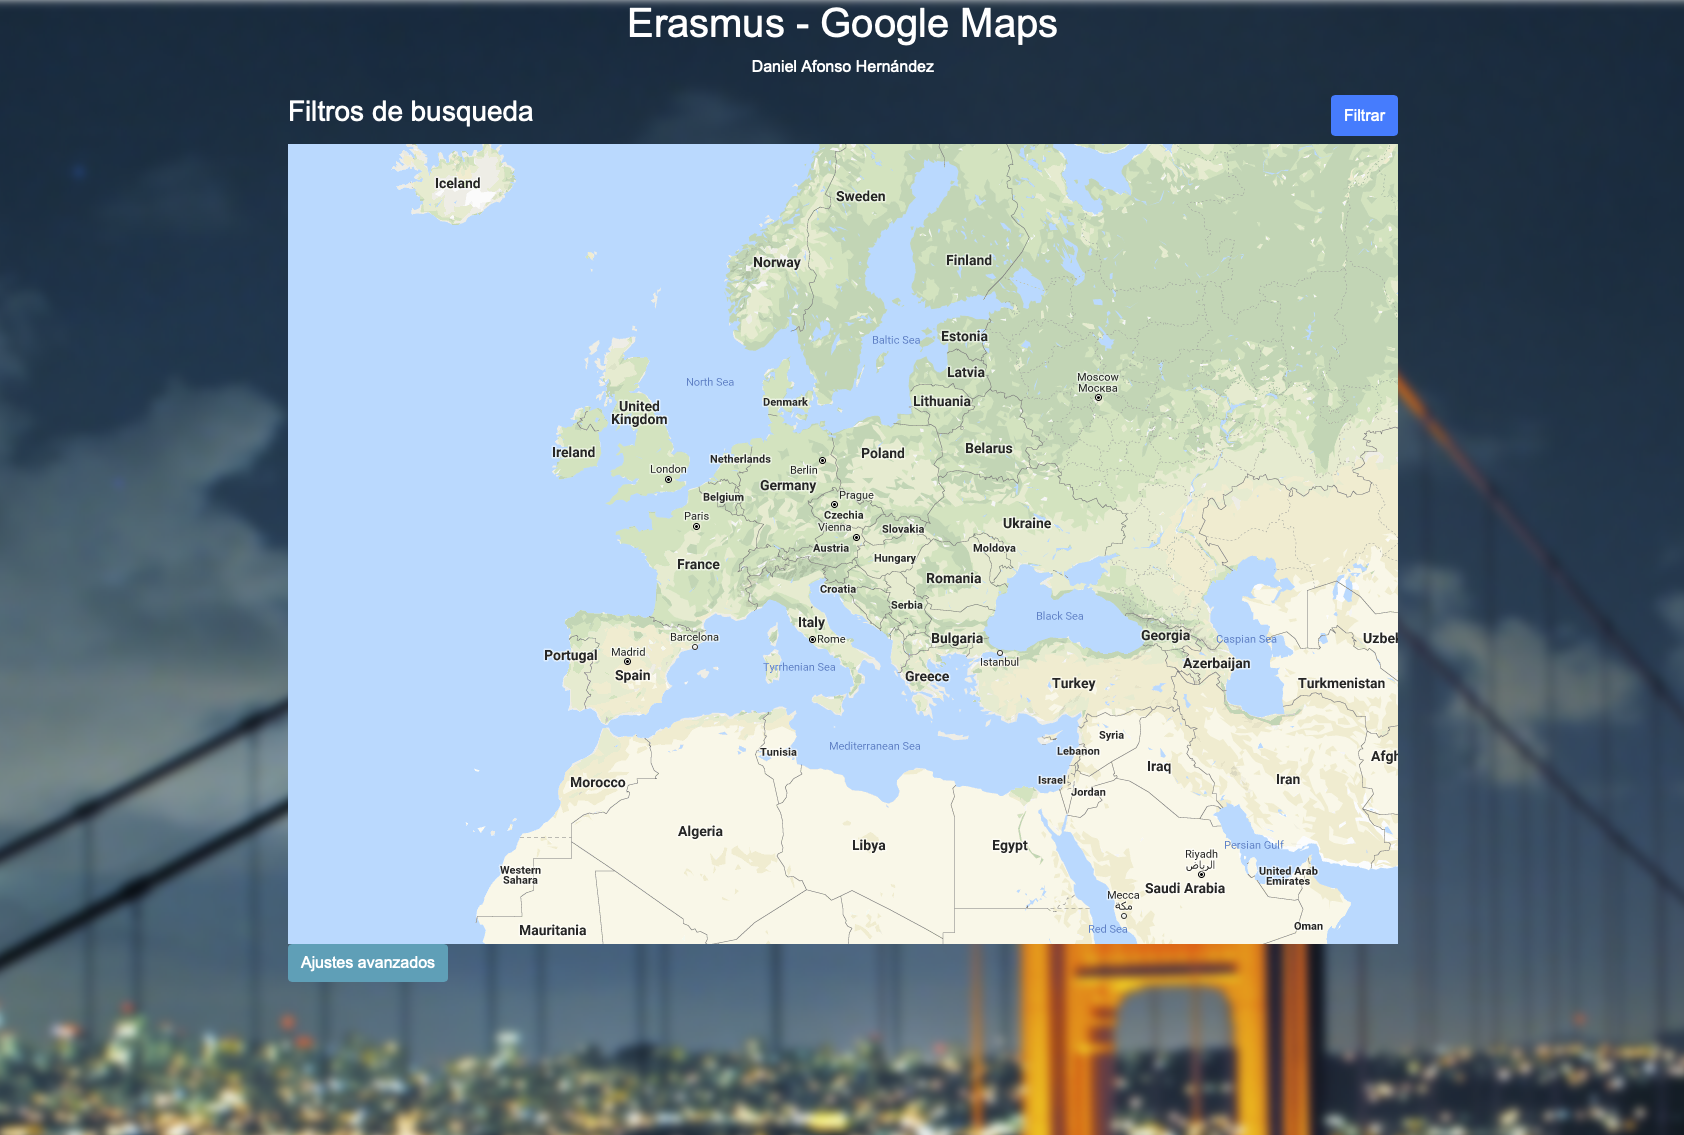 Erasmus - Google Maps
Daniel Afonso Hernández
Filtros de busqueda
Filtrar
Iceland
Sweden
Norway
Finland
Baltic Sea
Estonia
Latvia
Lithuania
Moscow
Москва
North Sea
Denmark
United
Kingdom
Ireland
London
Netherlands
Berlin
Germany
Poland
Belarus
Belgium
Paris
Prague
Czechia
Vienna
Slovakia
Ukraine
Austria
Hungary
Moldova
France
Romania
Croatia
Serbia
Italy
Rome
Black Sea
Bulgaria
Georgia
Caspian Sea
Uzbek
Barcelona
Portugal
Madrid
Spain
Tyrrhenian Sea
Istanbul
Greece
Turkey
Azerbaijan
Turkmenistan
Mediterranean Sea
Tunisia
Syria
Lebanon
Afgh
Morocco
Israel
Iraq
Iran
Jordan
Algeria
Libya
Egypt
Persian Gulf
Riyadh
الرياض
Western
Sahara
United Arab
Emirates
Saudi Arabia
Mecca
مكة
Mauritania
Red Sea
Oman
Ajustes avanzados